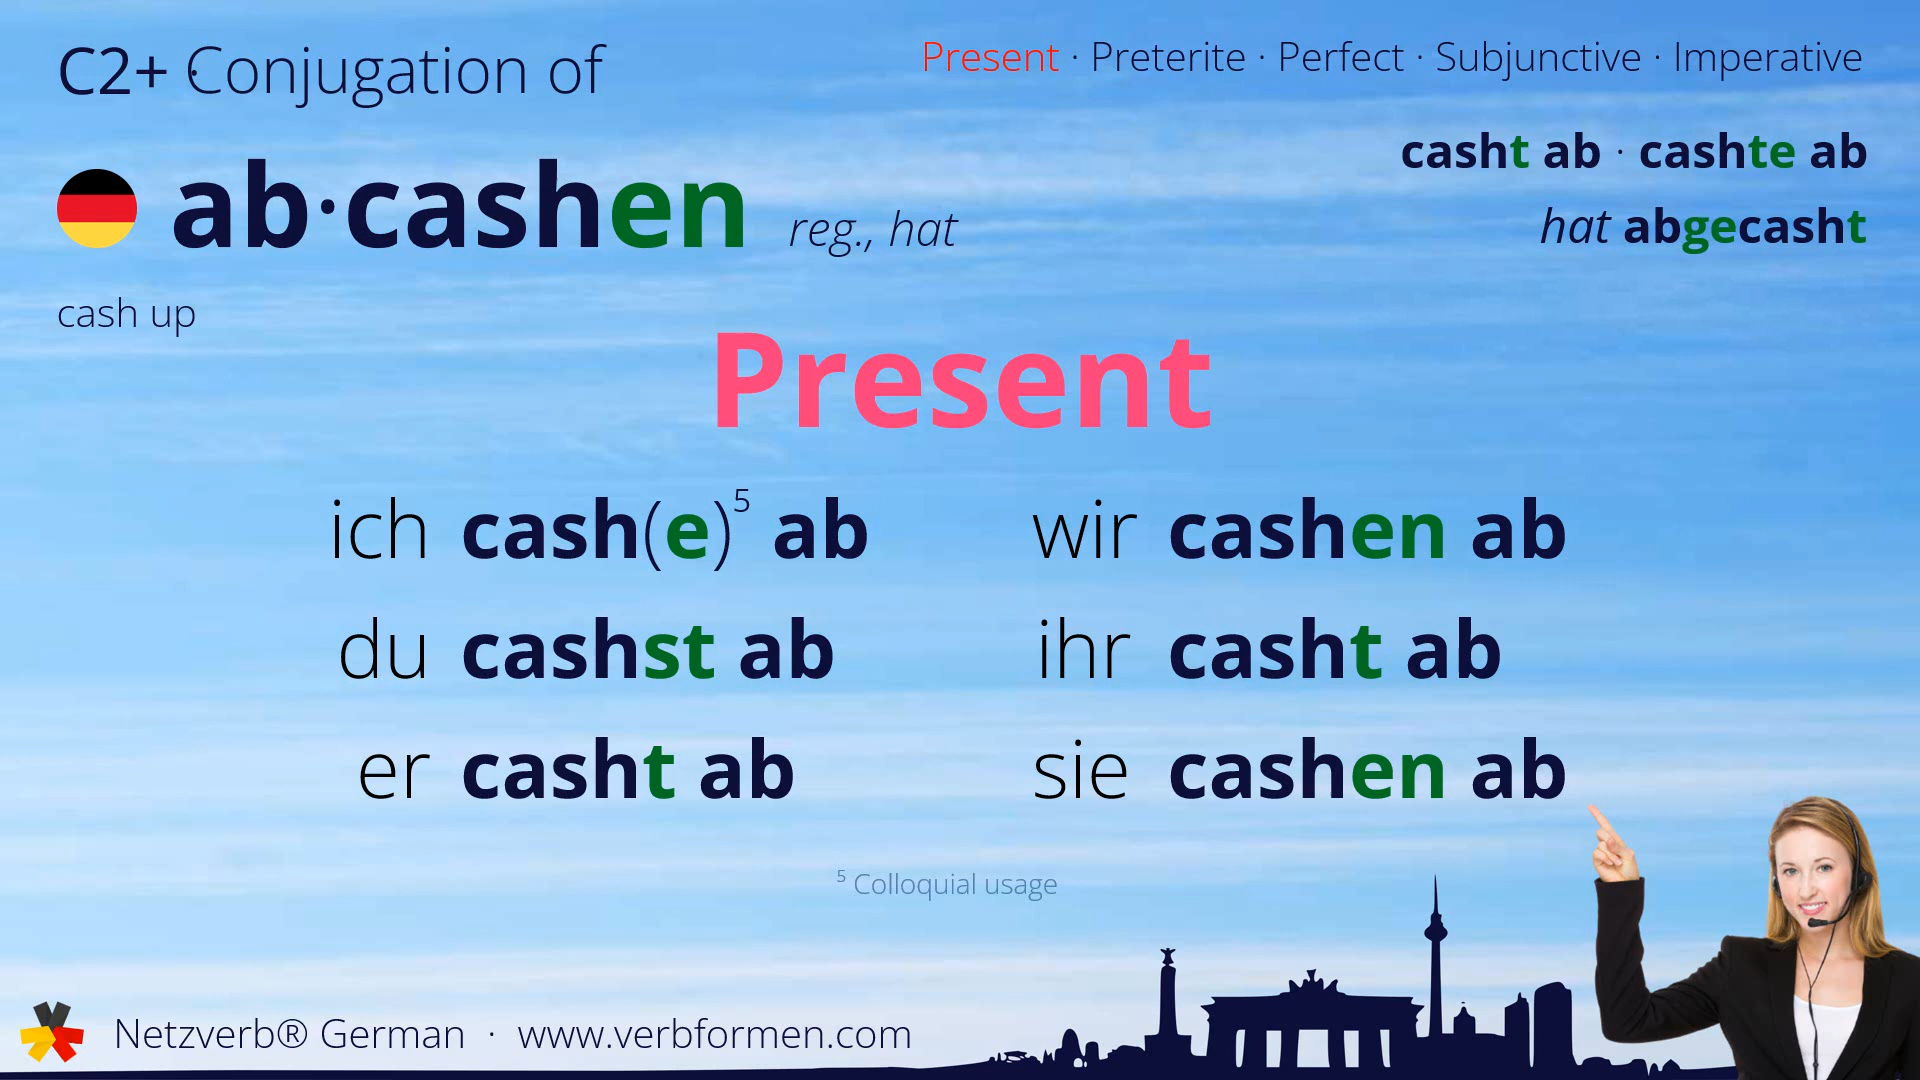 C2+ · Conjugation of
Present · Preterite · Perfect · Subjunctive · Imperative
ab·cashen reg., hat
casht ab · cashte ab
hat abgecasht
cash up
Present
ich cash(e)⁵ ab
du cashst ab
er casht ab
wir cashen ab
ihr casht ab
sie cashen ab
⁵ Colloquial usage
Netzverb® German · www.verbformen.com